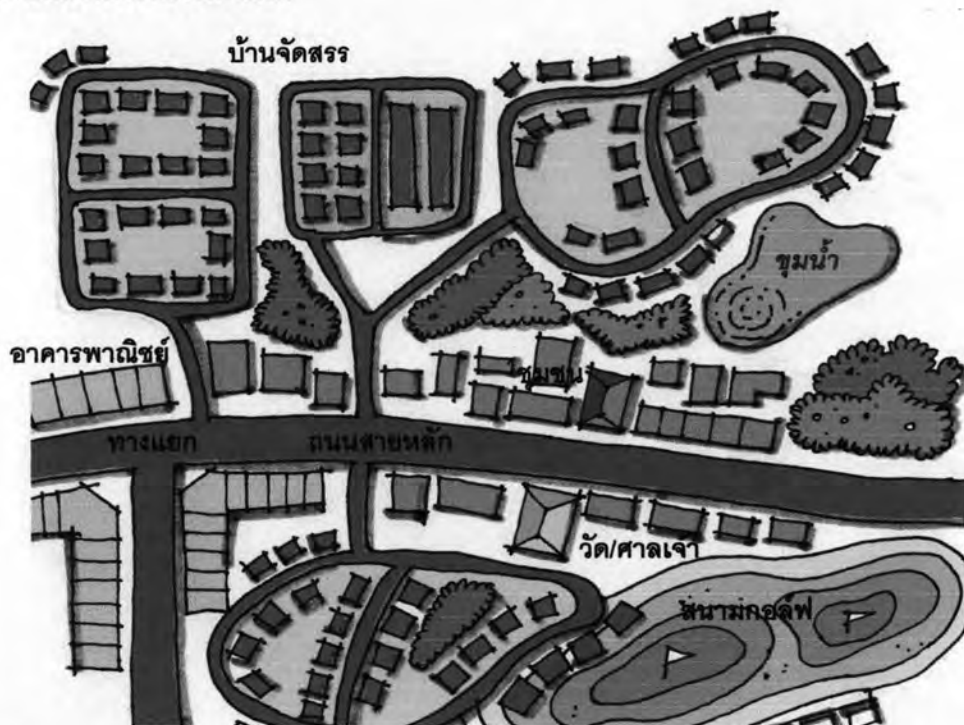 บ้านจัดสรร
ขุมน้ำ
อาคารพาณิชย์
ชุมชน
ทางแยก
ถนนสายหลัก
วัด/ศาลเจ้า
สนามกอล์ฟ